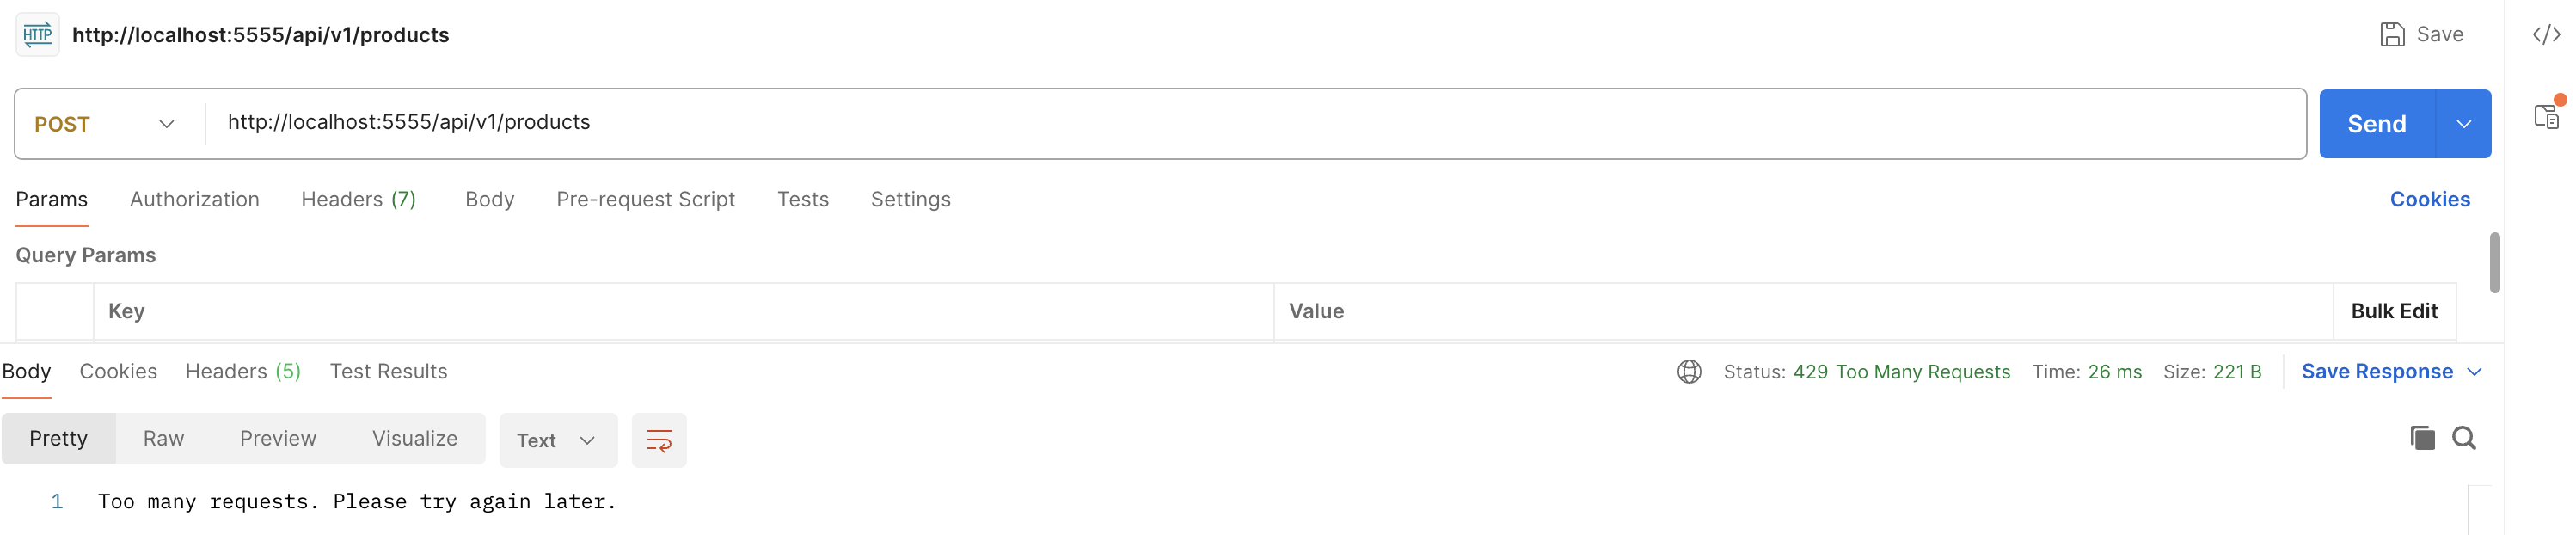 HTTP http://localhost:5555/api/v1/products Save
POST http://localhost:5555/api/v1/products Send
Params Authorization Headers (7) Body Pre-request Script Tests Settings Cookies
Query Params
Key Value Bulk Edit
Body Cookies Headers (5) Test Results Status: 429 Too Many Requests Time: 26 ms Size: 221 B Save Response
Pretty Raw Preview Visualize Text
1 Too many requests. Please try again later.